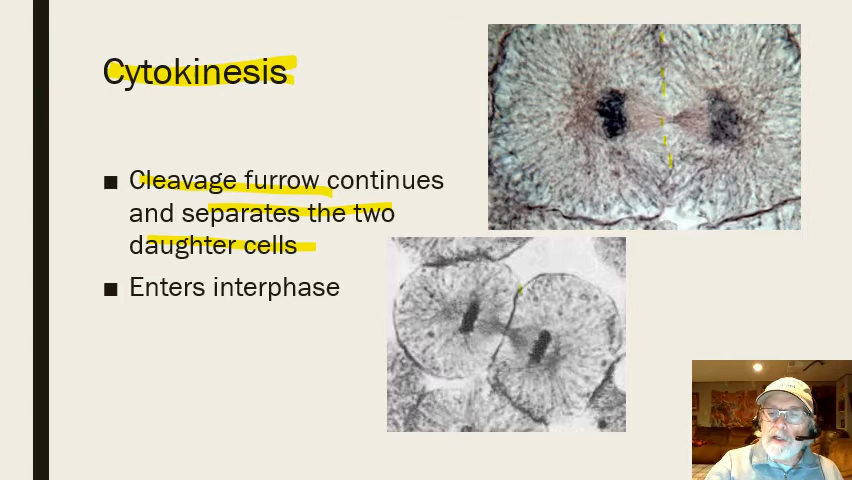 Cytokinesis
■ Cleavage furrow continues
and separates the two
daughter cells
■ Enters interphase